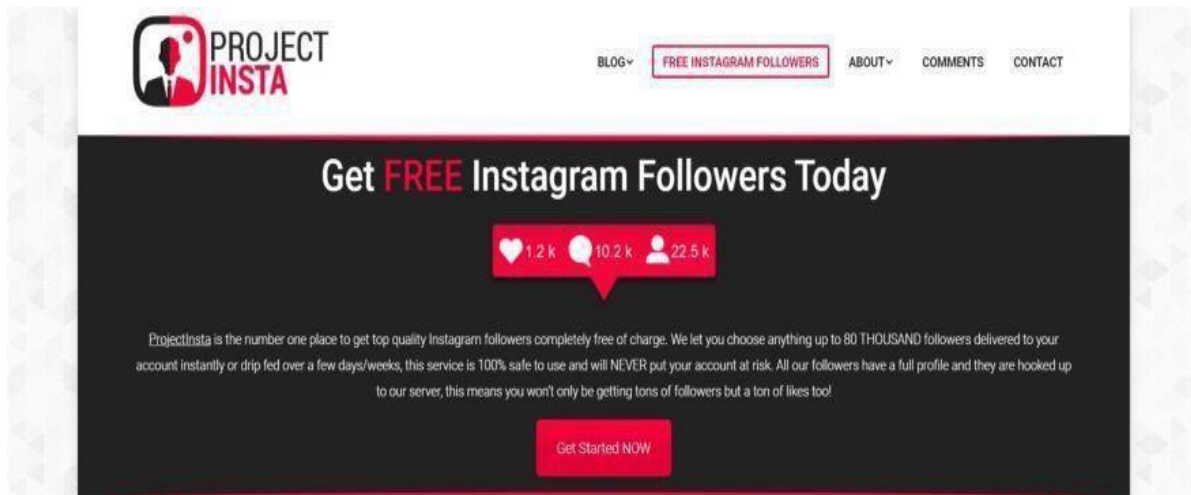 PROJECT
INSTA
BLOG FREE INSTAGRAM FOLLOWERS ABOUT COMMENTS CONTACT
Get FREE Instagram Followers Today
1.2 k 10.2 k 22.5 k
ProjectInsta is the number one place to get top quality Instagram followers completely free of charge. We let you choose anything up to 80 THOUSAND followers delivered to your
account instantly or drip fed over a few days/weeks, this service is 100% safe to use and will NEVER put your account at risk. All our followers have a full profile and they are hooked up
to our server, this means you won't only be getting tons of followers but a ton of likes too!
Get Started NOW